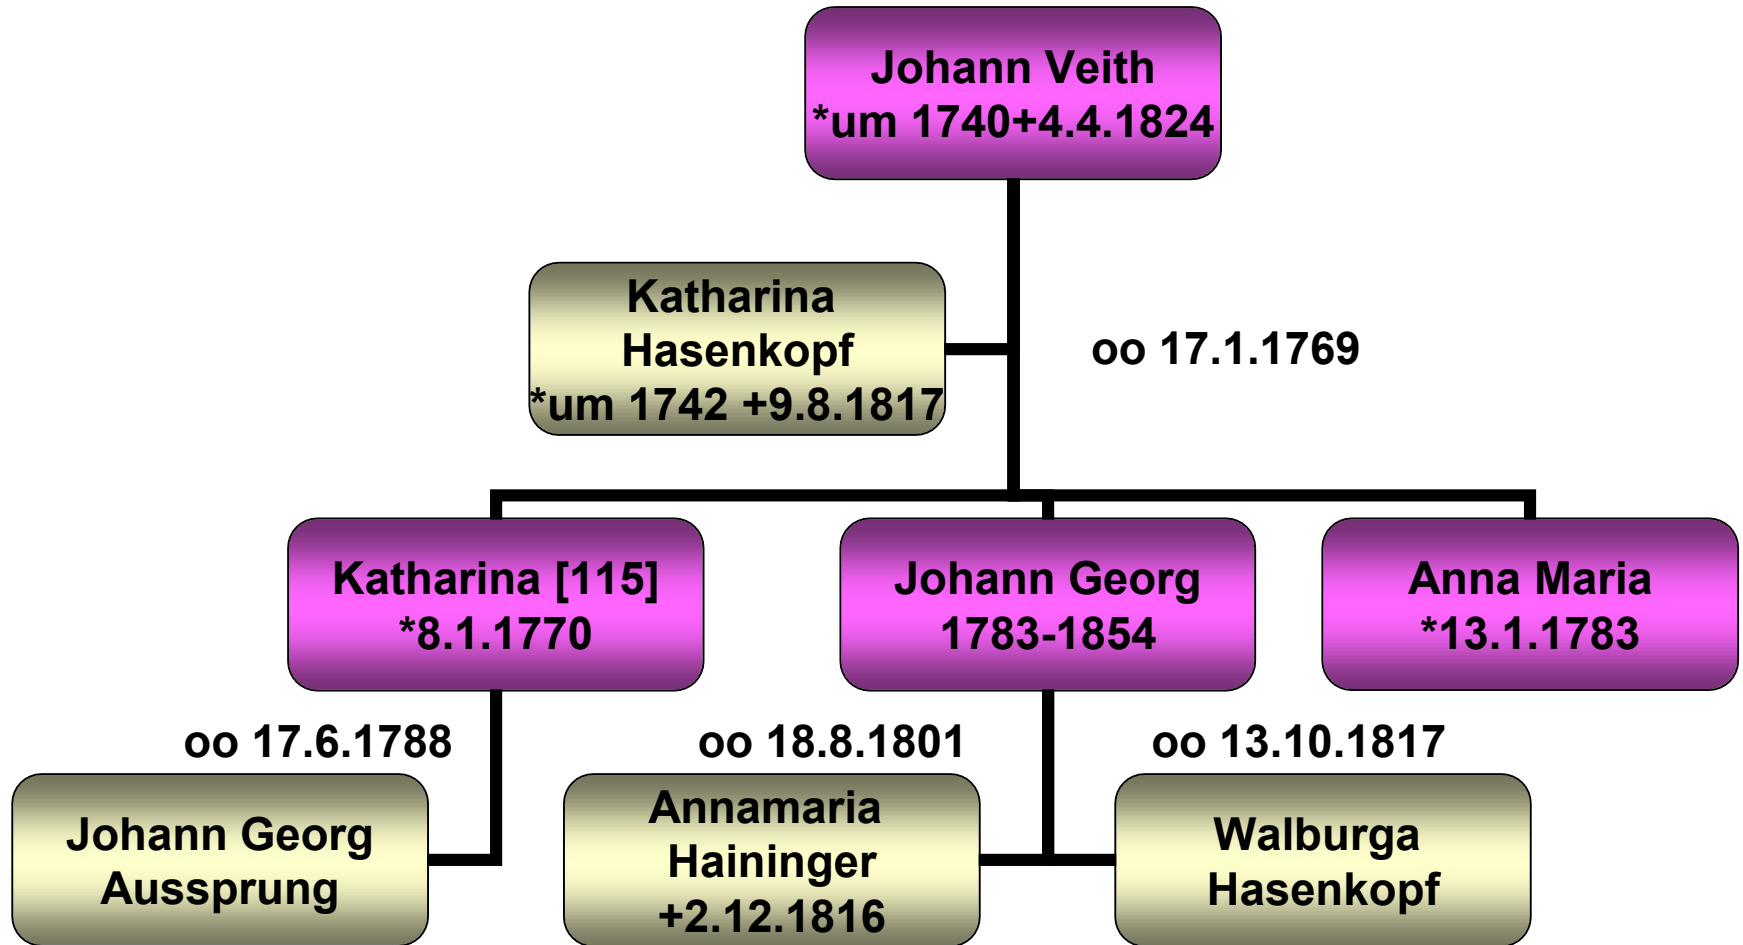 Johann Veith
*um 1740+4.4.1824
Katharina
Hasenkopf
*um 1742 +9.8.1817
oo 17.1.1769
Katharina [115]
*8.1.1770
Johann Georg
1783-1854
Anna Maria
*13.1.1783
oo 17.6.1788
oo 18.8.1801
oo 13.10.1817
Johann Georg
Aussprung
Annamaria
Haininger
+2.12.1816
Walburga
Hasenkopf